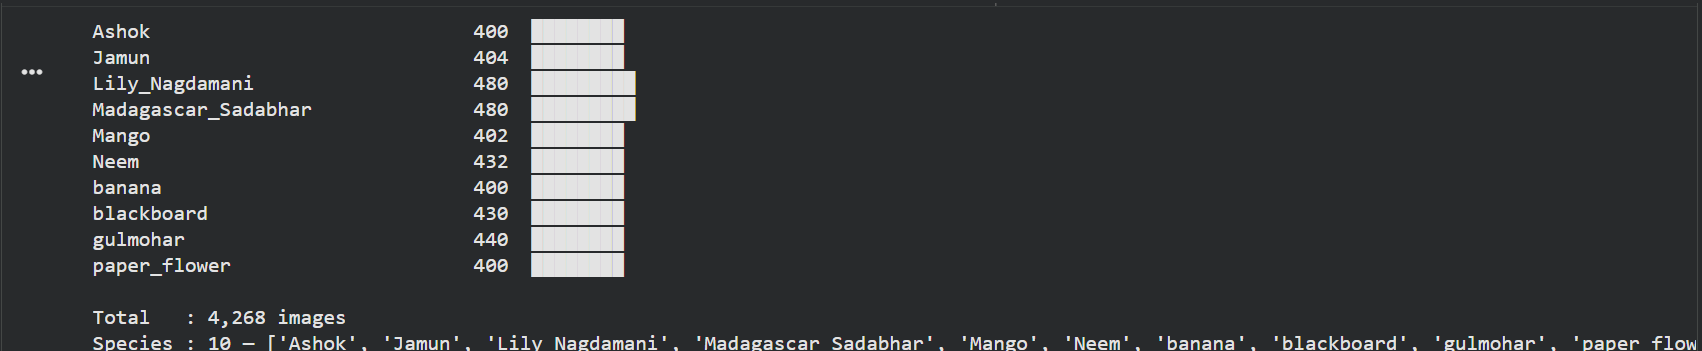 Ashok 400
Jamun 404
Lily_Nagdamani 480
Madagascar_Sadabhar 480
Mango 402
Neem 432
banana 400
blackboard 430
gulmohar 440
paper_flower 400
Total : 4,268 images
Species : 10 — ['Ashok', 'Jamun', 'Lily_Nagdamani', 'Madagascar_Sadabhar', 'Mango', 'Neem', 'banana', 'blackboard', 'gulmohar', 'paper_flow